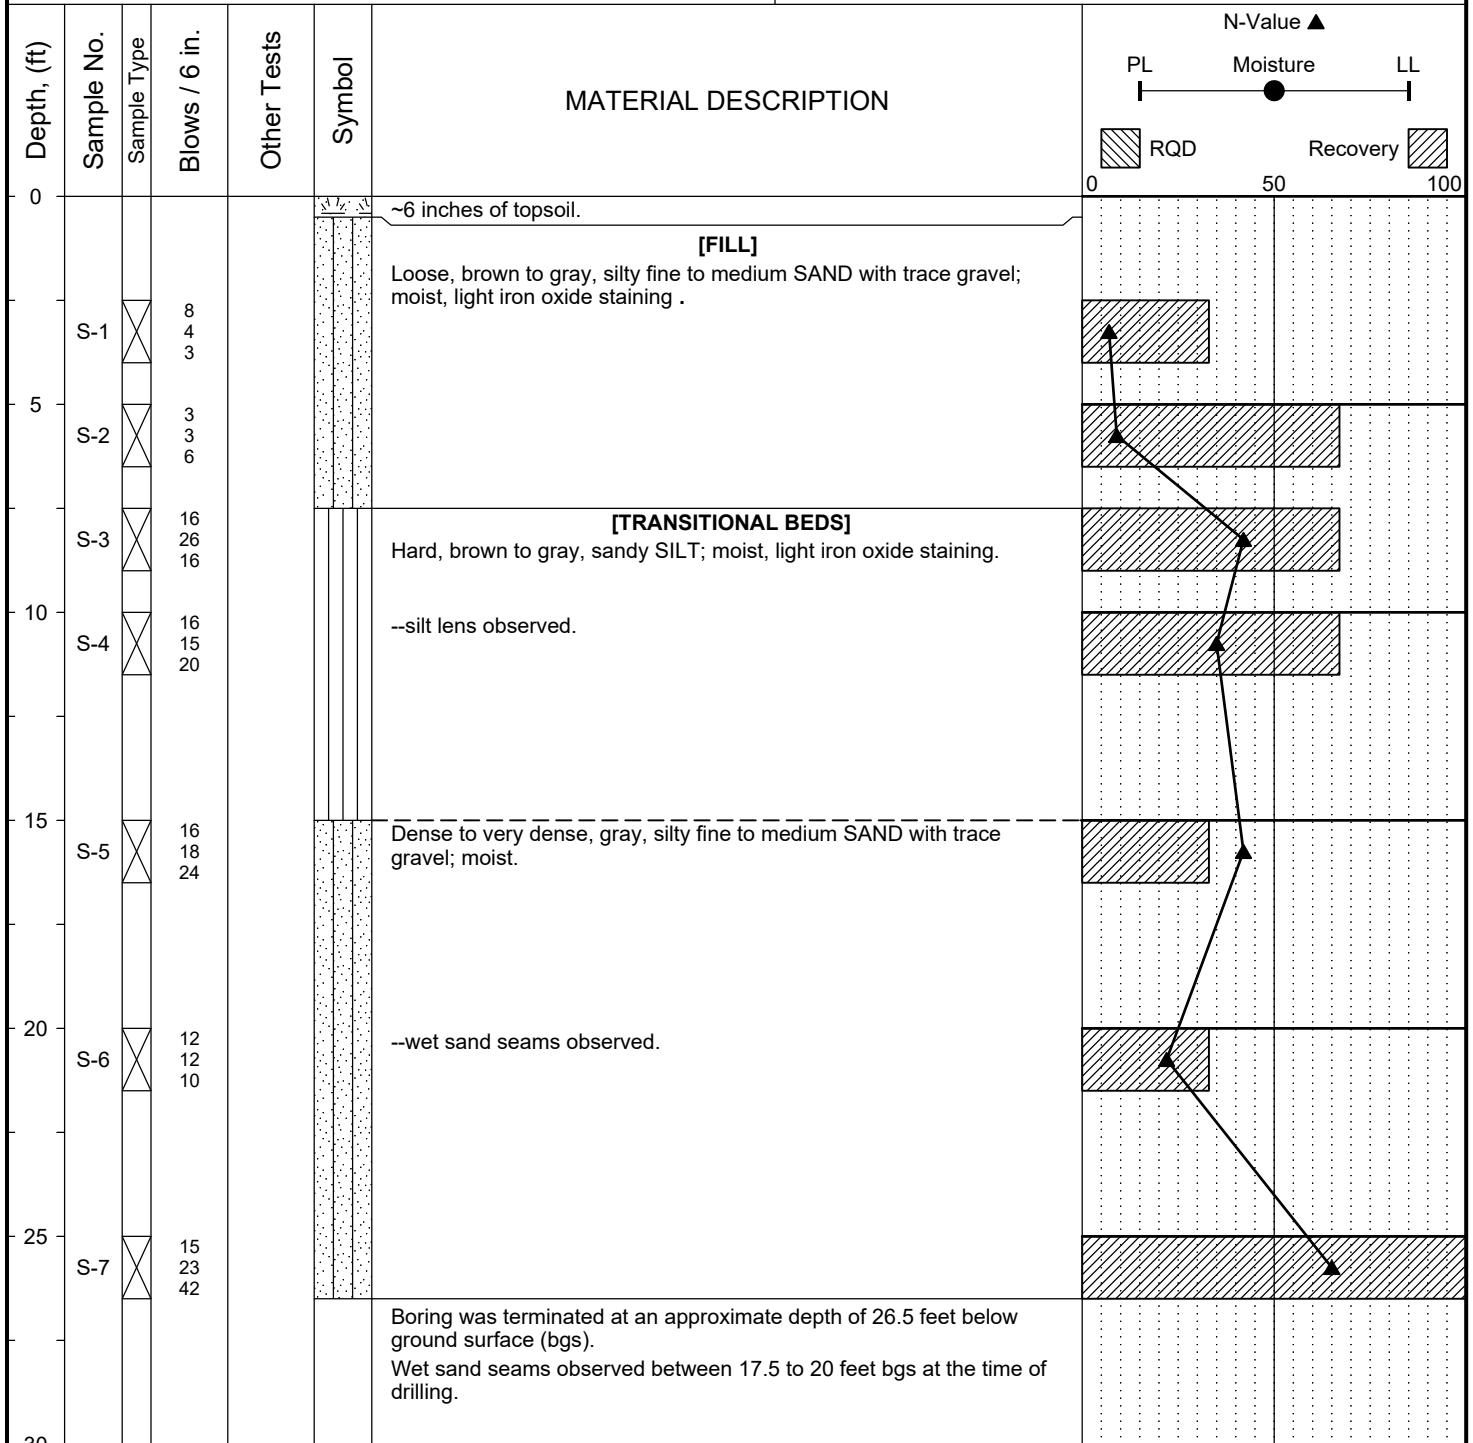 Depth, (ft)
Sample No.
Sample Type
Blows / 6 in.
Other Tests
Symbol
MATERIAL DESCRIPTION
N-Value ▲
PL Moisture LL
RQD Recovery
0 50 100
0
~6 inches of topsoil.
[FILL]
Loose, brown to gray, silty fine to medium SAND with trace gravel;
moist, light iron oxide staining .
S-1
8
4
3
5
S-2
3
3
6
[TRANSITIONAL BEDS]
Hard, brown to gray, sandy SILT; moist, light iron oxide staining.
S-3
16
26
16
10
--silt lens observed.
S-4
16
15
20
15
Dense to very dense, gray, silty fine to medium SAND with trace
gravel; moist.
S-5
16
18
24
20
--wet sand seams observed.
S-6
12
12
10
25
S-7
15
23
42
Boring was terminated at an approximate depth of 26.5 feet below
ground surface (bgs).
Wet sand seams observed between 17.5 to 20 feet bgs at the time of
drilling.
30